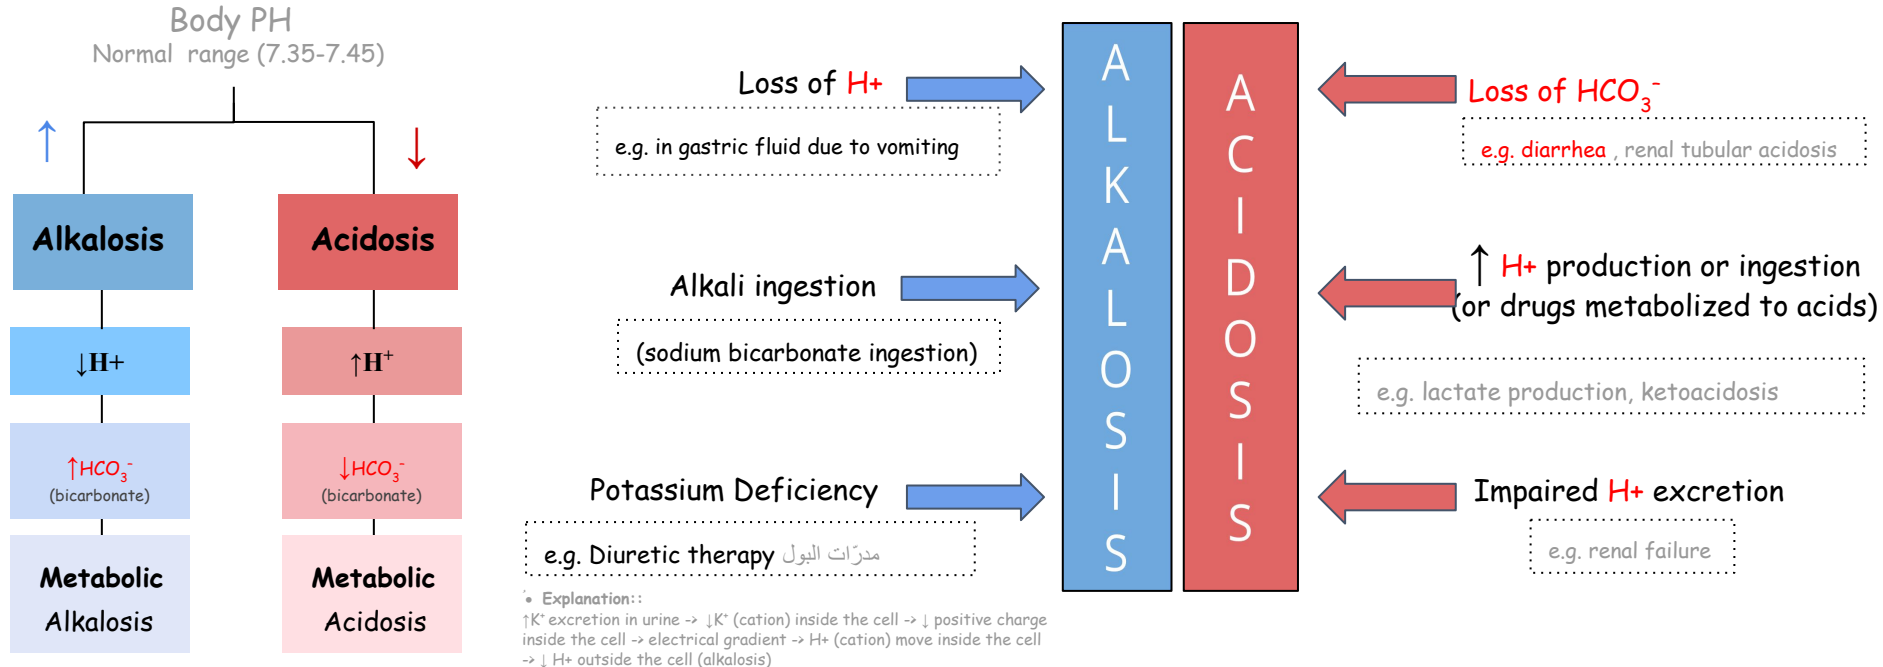 Body PH
Normal range (7.35-7.45)
↑
↓
Alkalosis
Acidosis
↓H+
↑H⁺
↑HCO₃⁻
(bicarbonate)
↓HCO₃⁻
(bicarbonate)
Metabolic
Alkalosis
Metabolic
Acidosis
Loss of H+
e.g. in gastric fluid due to vomiting
Alkali ingestion
(sodium bicarbonate ingestion)
Potassium Deficiency
e.g. Diuretic therapy مدرّات البول
• Explanation::
↑K⁺ excretion in urine -> ↓K⁺ (cation) inside the cell -> ↓ positive charge
inside the cell -> electrical gradient -> H+ (cation) move inside the cell
-> ↓ H+ outside the cell (alkalosis)
ALKALOSIS
ACIDOSIS
Loss of HCO₃⁻
e.g. diarrhea , renal tubular acidosis
↑ H+ production or ingestion
(or drugs metabolized to acids)
e.g. lactate production, ketoacidosis
Impaired H+ excretion
e.g. renal failure